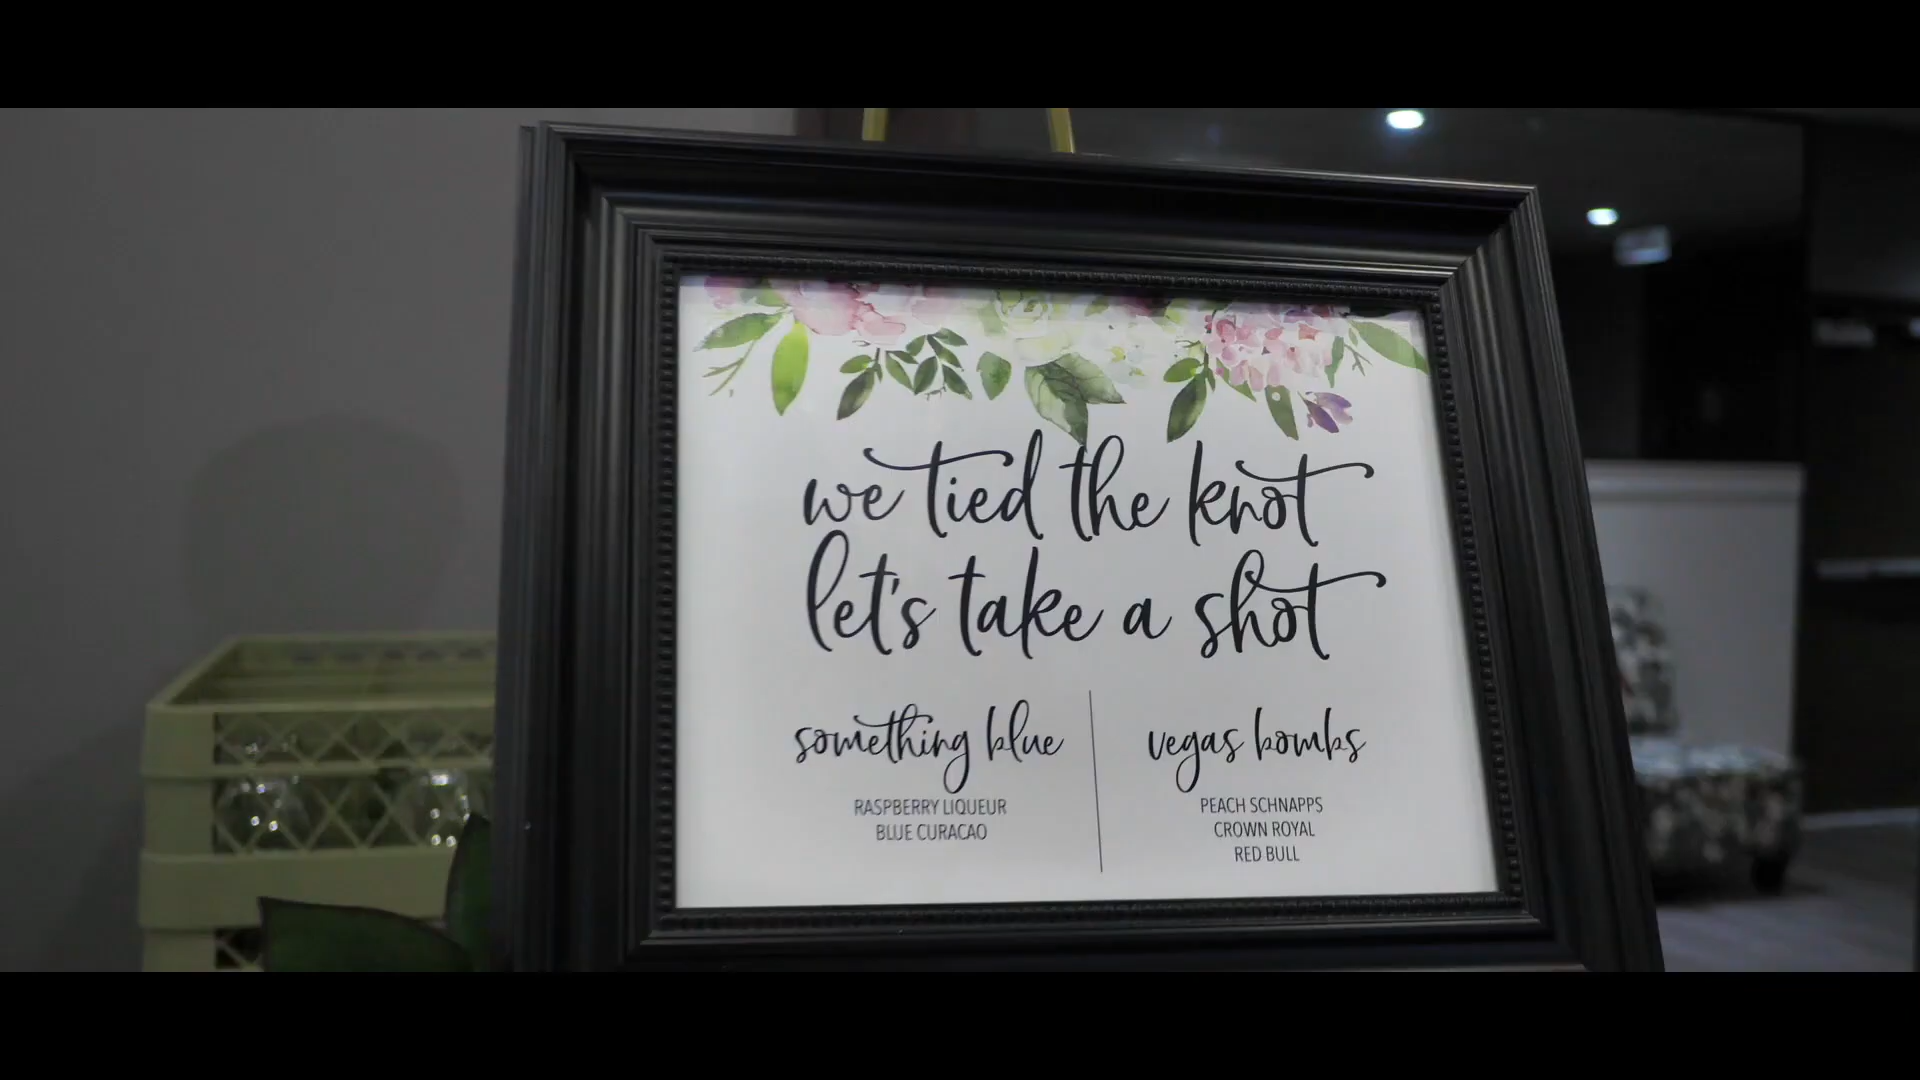 we tied the knot
let's take a shot
something blue
RASPBERRY LIQUEUR
BLUE CURACAO
vegas bombs
PEACH SCHNAPPS
CROWN ROYAL
RED BULL